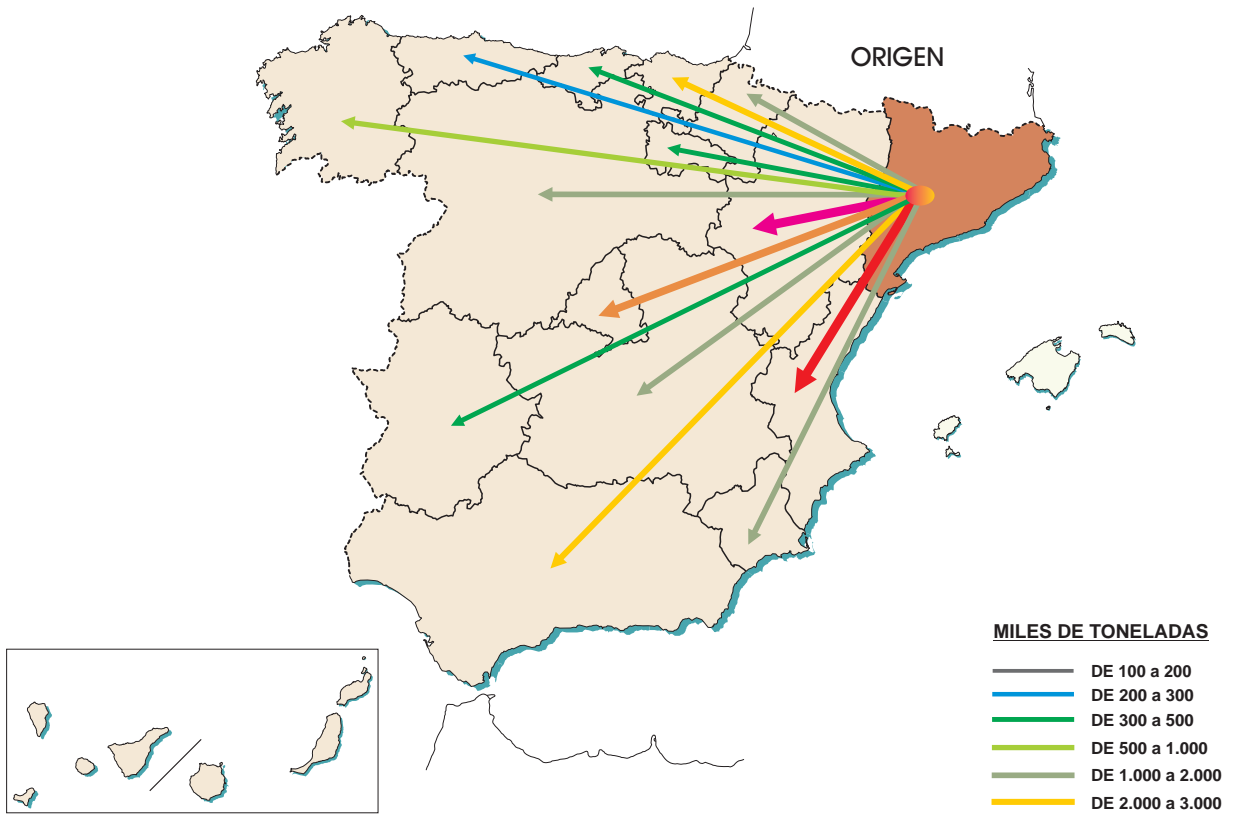 ORIGEN
MILES DE TONELADAS
DE 100 a 200
DE 200 a 300
DE 300 a 500
DE 500 a 1.000
DE 1.000 a 2.000
DE 2.000 a 3.000